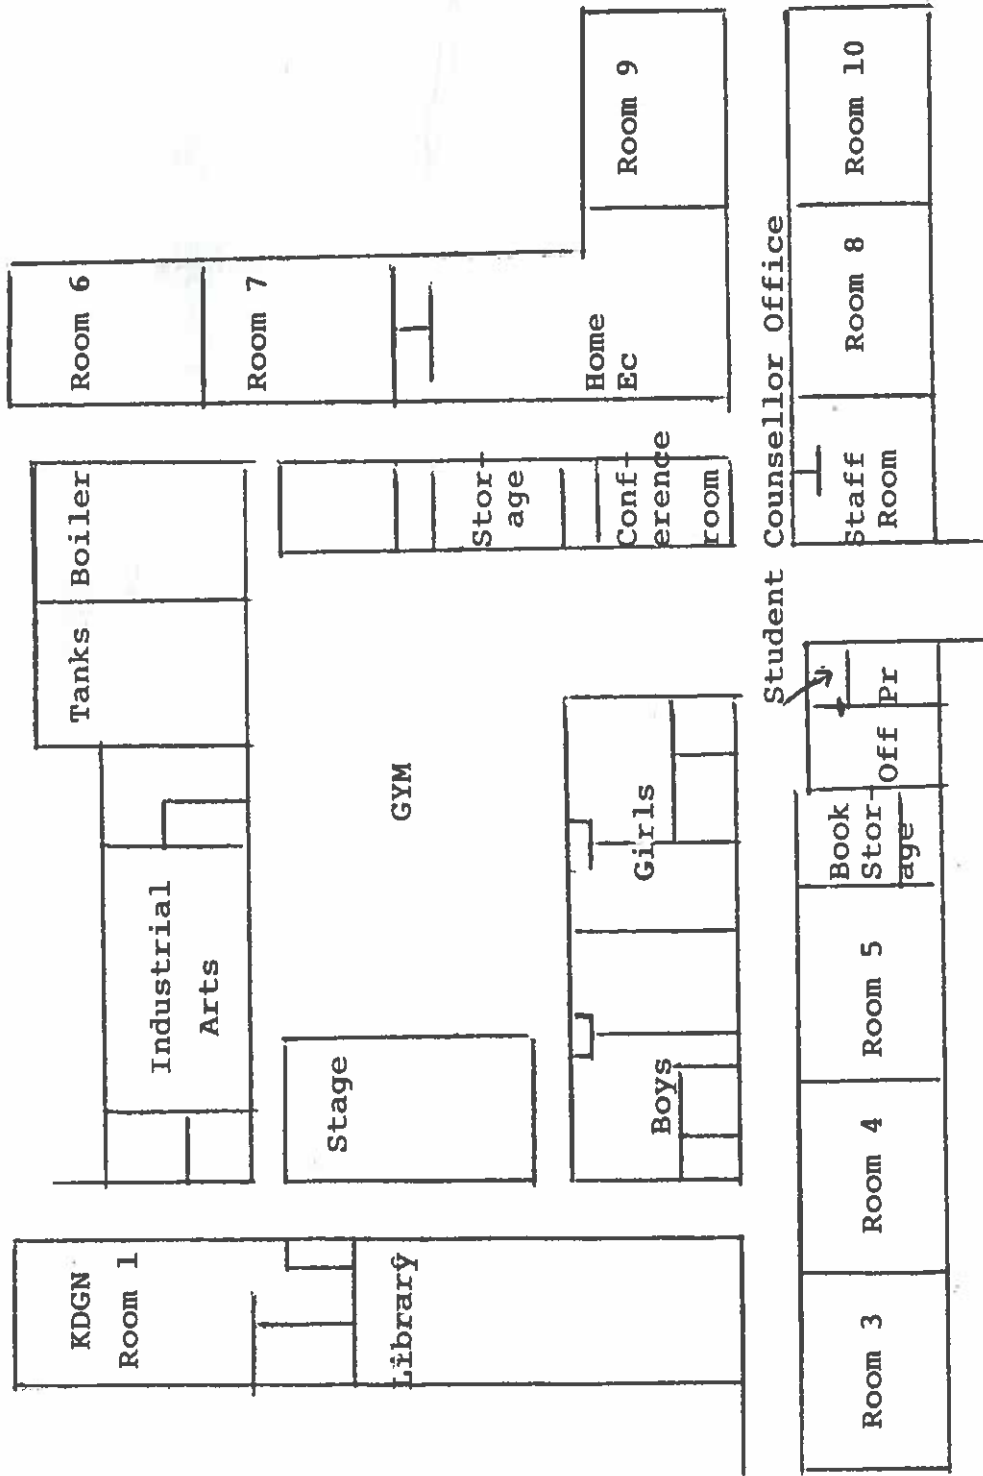 KDGN
Room 1
Industrial
Arts
Tanks
Boiler
Room 6
Room 7
Library
Stage
GYM
Stor-
age
Conf-
erence
room
Home
Ec
Room 9
Boys
Girls
Student Counsellor Office
Room 3
Room 4
Room 5
Book
Stor-
age
Off
Pr
Staff
Room
Room 8
Room 10